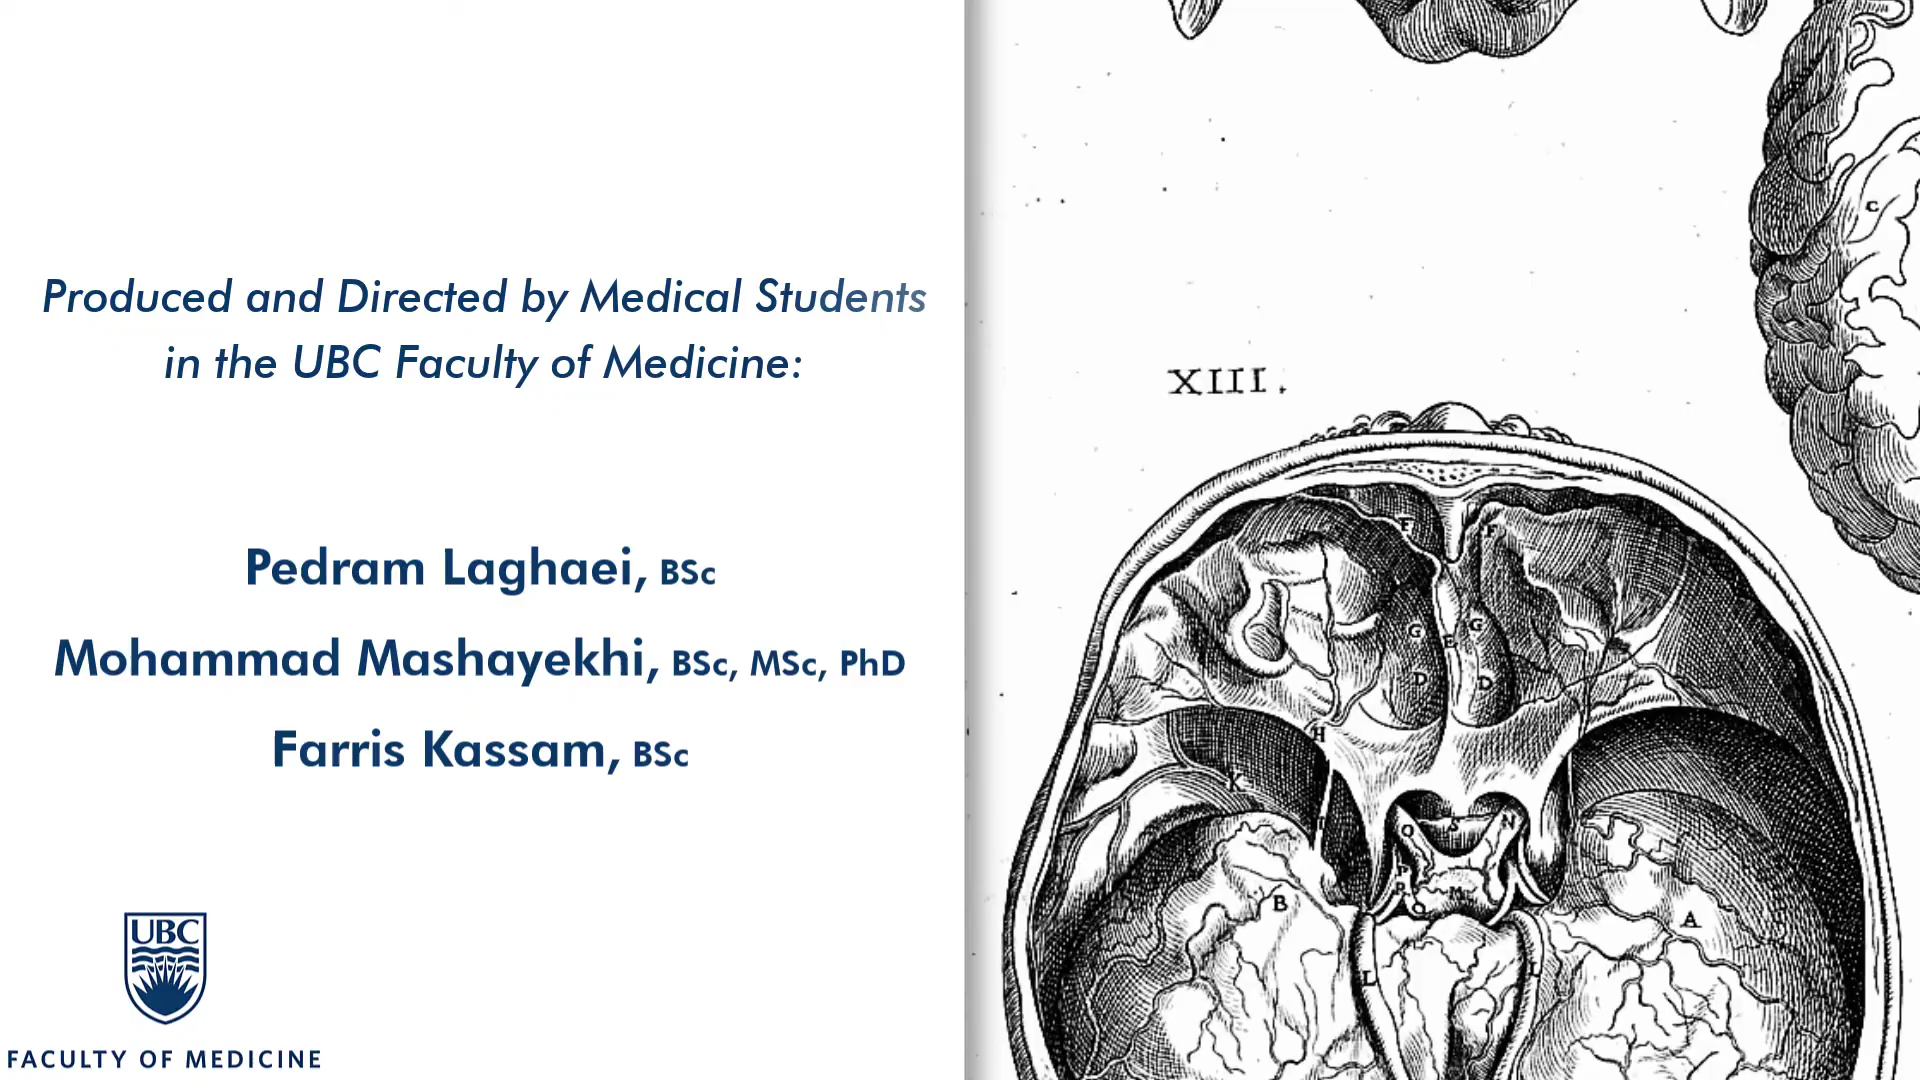 Produced and Directed by Medical Students
in the UBC Faculty of Medicine:
Pedram Laghaei, BSc
Mohammad Mashayekhi, BSc, MSc, PhD
Farris Kassam, BSc
UBC
FACULTY OF MEDICINE
XIII.
C
F F
G G
E
D D
H
K
I
O S N
P
R M
Q
B A
L L